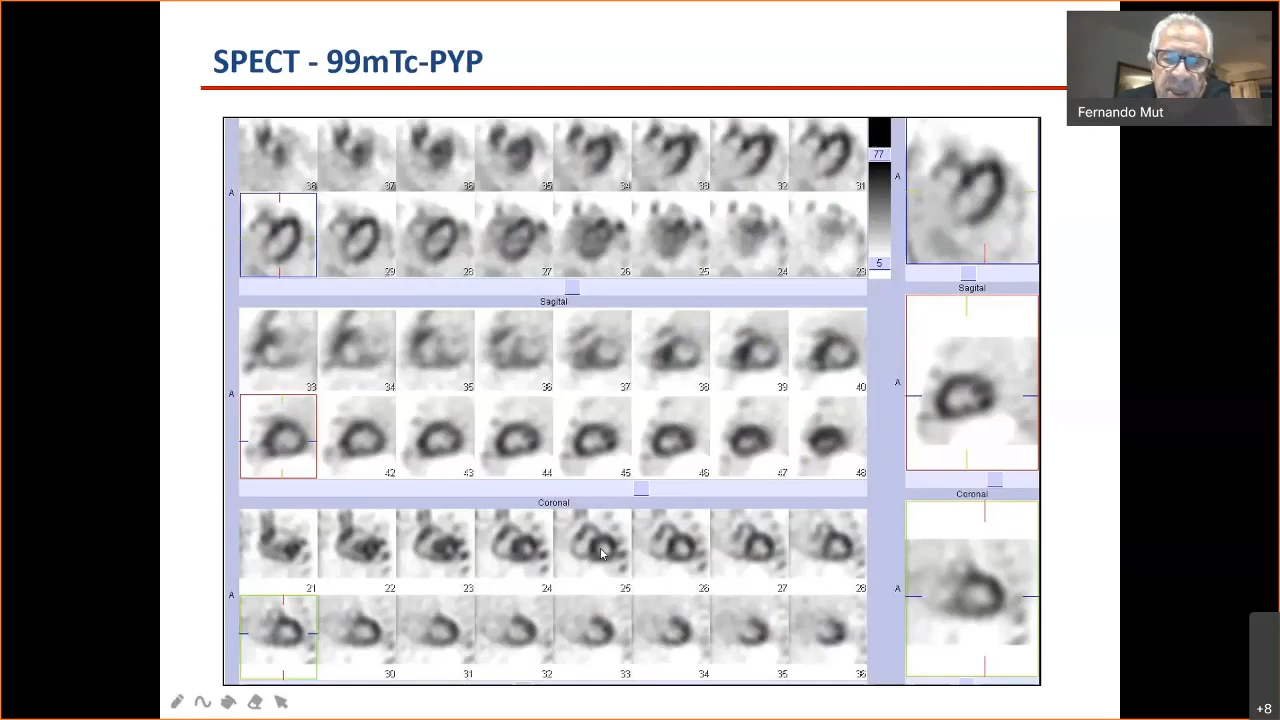 SPECT - 99mTc-PYP
Fernando Mut
38 37 36 35 34 33 32 31
77
A
A
29 28 27 26 25 24 23
5
Sagital
Sagital
33 34 35 36 37 38 39 40
A
A
42 43 44 45 46 47 48
Coronal
Coronal
21 22 23 24 25 26 27 28
A
A
30 31 32 33 34 35 36
+8